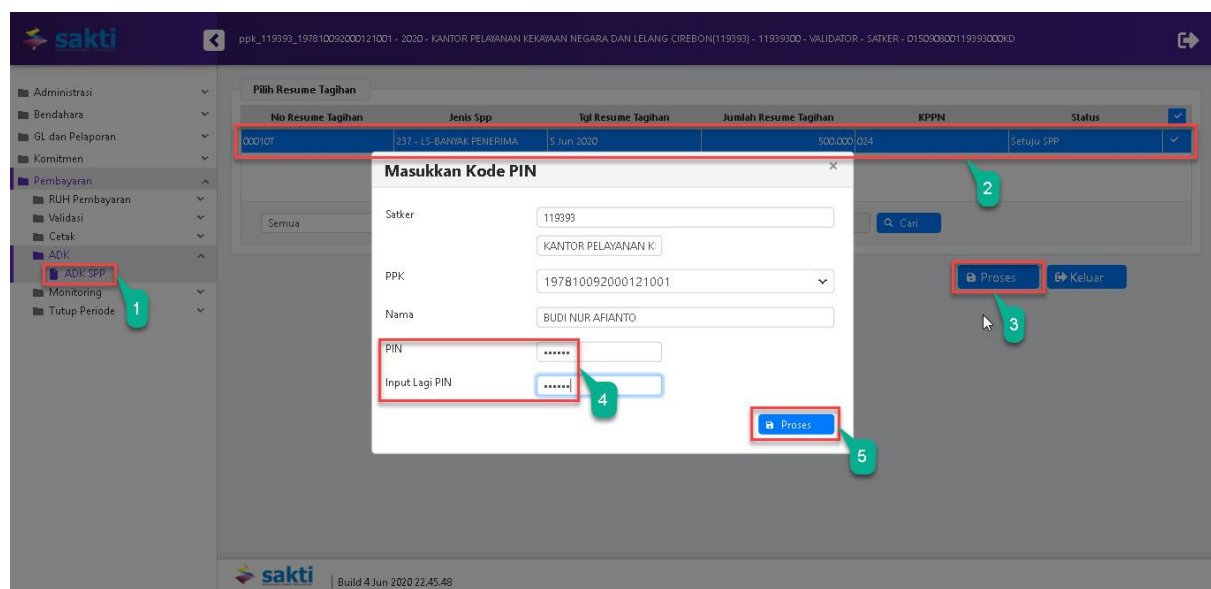 sakti
ppk_119393_197810092000121001 - 2020 - KANTOR PELAYANAN KEKAYAAN NEGARA DAN LELANG CIREBON(119393) - 11939300 - VALIDATOR - SATKER - 015090800119393000KD
Administrasi
Bendahara
GL dan Pelaporan
Komitmen
Pembayaran
RUH Pembayaran
Validasi
Cetak
ADK
ADK SPP
Monitoring
Tutup Periode
1
Pilih Resume Tagihan
No Resume Tagihan Jenis Spp Tgl Resume Tagihan Jumlah Resume Tagihan KPPN Status
00010T 237 - LS-BANYAK PENERIMA 5 Jun 2020 500.000 024 Setuju SPP
2
Semua Cari
Proses Keluar
3
Masukkan Kode PIN ×
Satker 119393
KANTOR PELAYANAN K
PPK 197810092000121001
Nama BUDI NUR AFIANTO
PIN ••••••
Input Lagi PIN ••••••
4
Proses
5
sakti | Build 4 Jun 2020 22.45.48